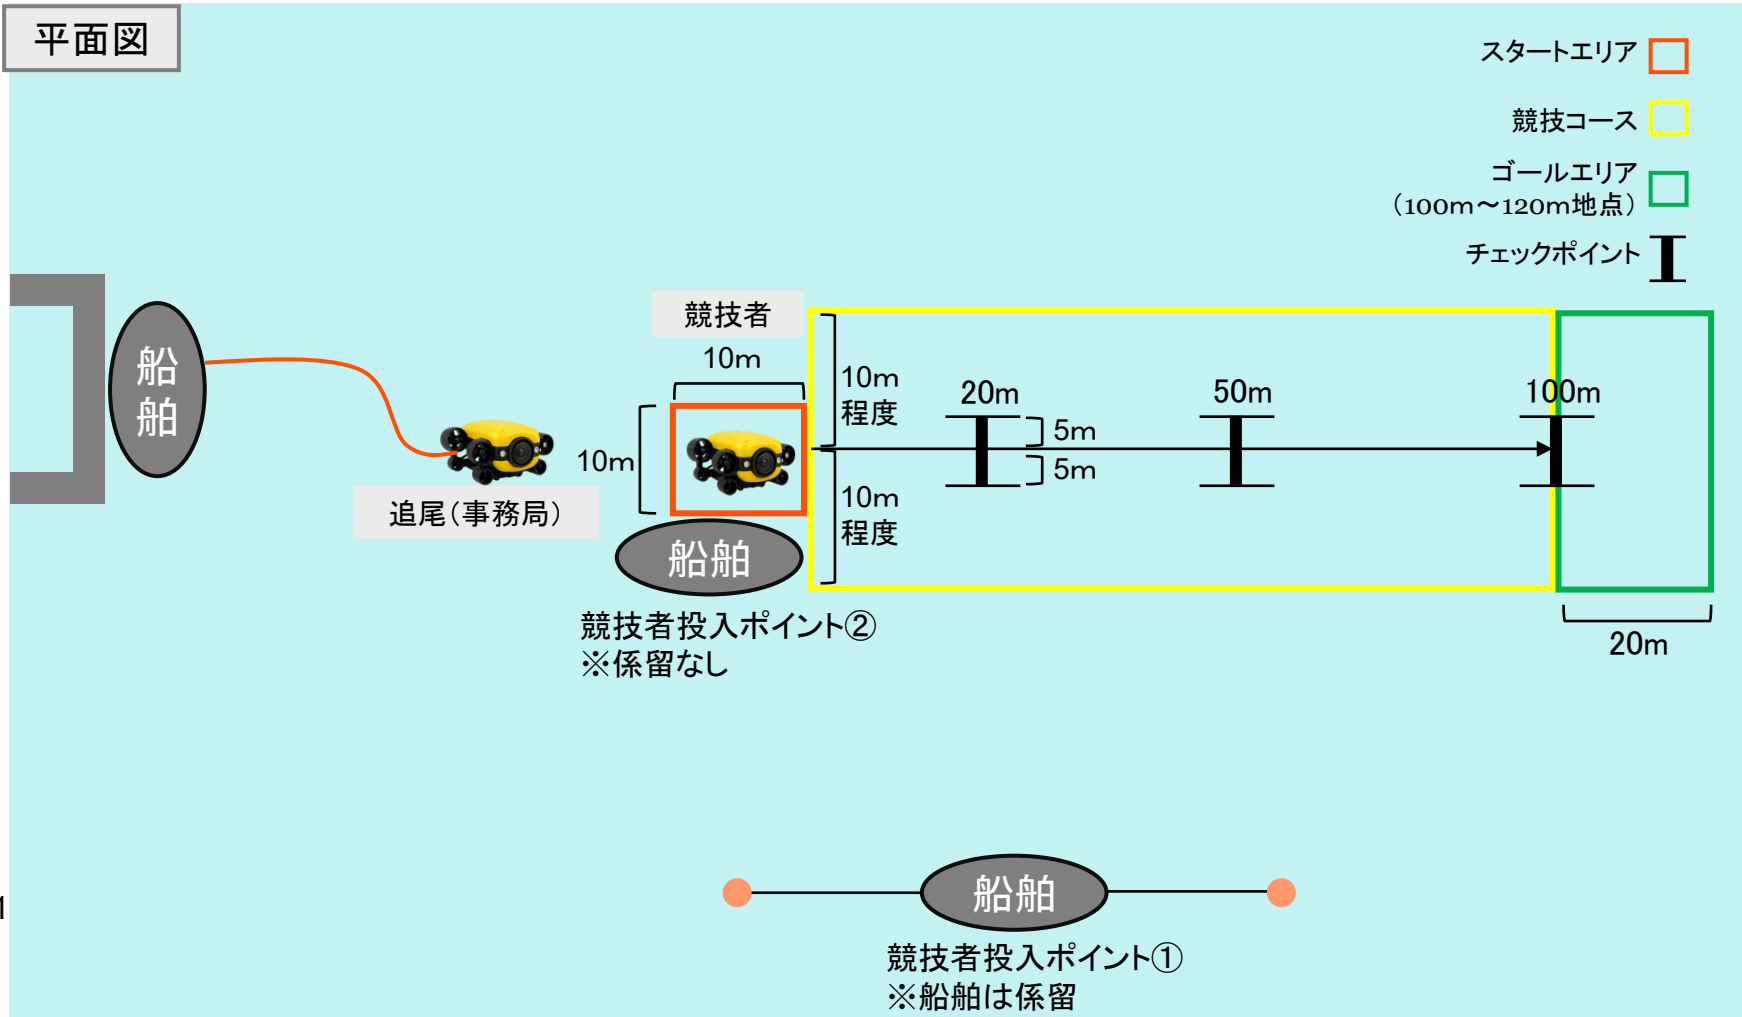 平面図
スタートエリア
競技コース
ゴールエリア
（100m～120m地点）
チェックポイント
船
舶
競技者
10m
10m
追尾（事務局）
船舶
競技者投入ポイント②
※係留なし
10m
程度
10m
程度
20m
5m
5m
50m
100m
20m
船舶
競技者投入ポイント①
※船舶は係留